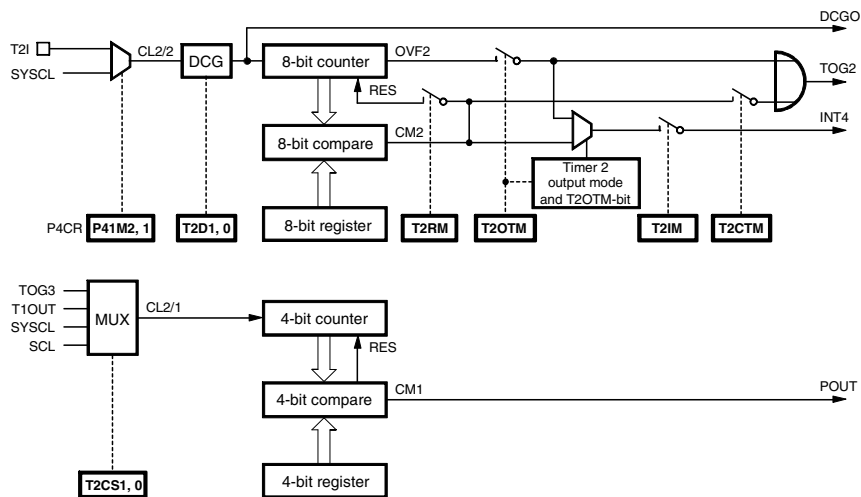 DCGO
T2I
CL2/2
DCG
8-bit counter
OVF2
SYSCL
TOG2
RES
INT4
8-bit compare
CM2
Timer 2
output mode
and T2OTM-bit
P4CR
P41M2, 1
T2D1, 0
8-bit register
T2RM
T2OTM
T2IM
T2CTM
TOG3
T1OUT
SYSCL
SCL
MUX
CL2/1
4-bit counter
RES
4-bit compare
CM1
POUT
T2CS1, 0
4-bit register